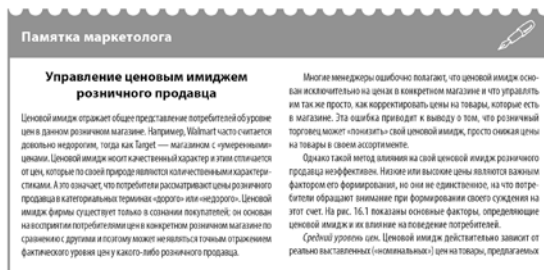 Памятка маркетолога
Управление ценовым имиджем
розничного продавца
Ценовой имидж отражает общее представление потребителей об уровне
цен в данном розничном магазине. Например, Walmart часто считается
довольно недорогим, тогда как Target — магазином с «умеренными»
ценами. Ценовой имидж носит качественный характер и этим отличается
от цен, которые по своей природе являются количественными характери-
стиками. А это означает, что потребители рассматривают цены розничного
продавца в категориальных терминах «дорого» или «недорого». Ценовой
имидж фирмы существует только в сознании покупателей; он основан
на восприятии потребителями цен в конкретном розничном магазине по
сравнению с другими и поэтому может не являться точным отражением
фактического уровня цен у какого-либо розничного продавца.
Многие менеджеры ошибочно полагают, что ценовой имидж осно-
ван исключительно на ценах в конкретном магазине и что управлять
им так же просто, как корректировать цены на товары, которые есть
в магазине. Эта ошибка приводит к выводу о том, что розничный
торговец может «понизить» свой ценовой имидж, просто снижая цены
на товары в своем ассортименте.
Однако такой метод влияния на свой ценовой имидж розничного
продавца неэффективен. Низкие или высокие цены являются важным
фактором его формирования, но они не единственное, на что потре-
бители обращают внимание при формировании своего суждения на
этот счет. На рис. 16.1 показаны основные факторы, определяющие
ценовой имидж и их влияние на поведение потребителей.
Средний уровень цен. Ценовой имидж действительно зависит от
реально выставленных («номинальных») цен на товары, предлагаемых